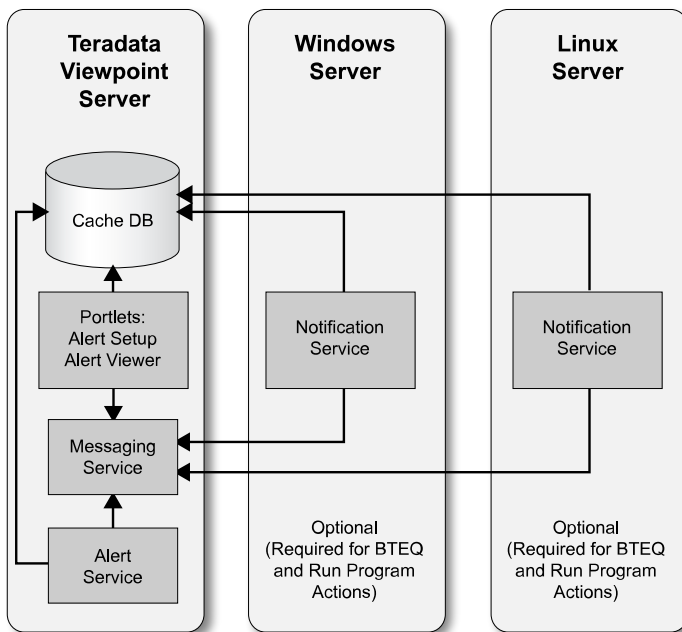 Teradata
Viewpoint
Server
Cache DB
Portlets:
Alert Setup
Alert Viewer
Messaging
Service
Alert
Service
Windows
Server
Notification
Service
Optional
(Required for BTEQ
and Run Program
Actions)
Linux
Server
Notification
Service
Optional
(Required for BTEQ
and Run Program
Actions)